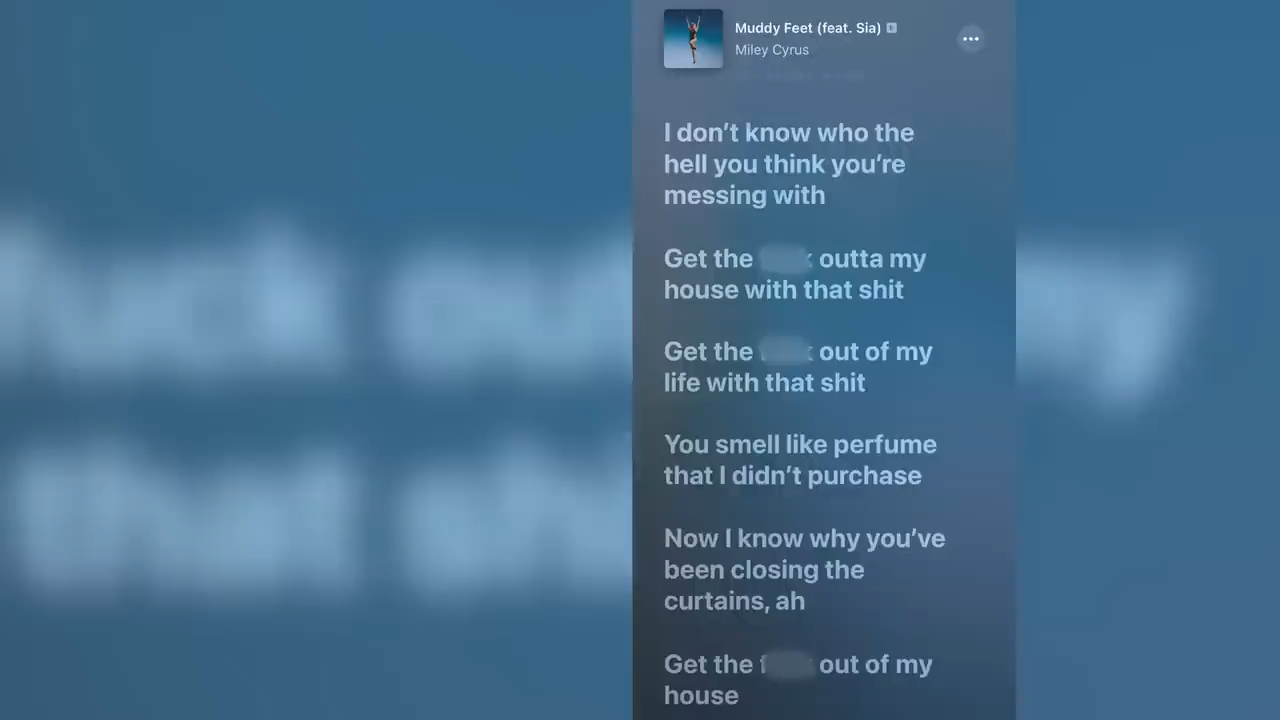 Muddy Feet (feat. Sia) E
Miley Cyrus
I don't know who the
hell you think you're
messing with
Get the outta my
house with that shit
Get the out of my
life with that shit
You smell like perfume
that I didn't purchase
Now I know why you've
been closing the
curtains, ah
Get the out of my
house